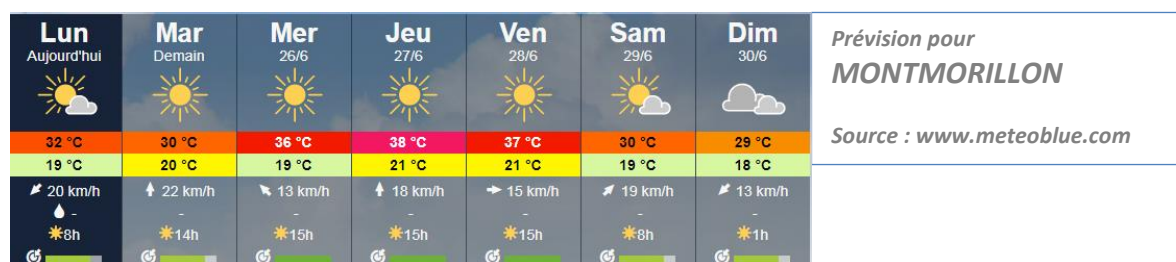 Lun Mar Mer Jeu Ven Sam Dim
Aujourd'hui Demain 26/6 27/6 28/6 29/6 30/6
32 °C 30 °C 36 °C 38 °C 37 °C 30 °C 29 °C
19 °C 20 °C 19 °C 21 °C 21 °C 19 °C 18 °C
20 km/h 22 km/h 13 km/h 18 km/h 15 km/h 19 km/h 13 km/h
- - - - - - -
8h 14h 15h 15h 15h 8h 1h
Prévision pour
MONTMORILLON
Source : www.meteoblue.com